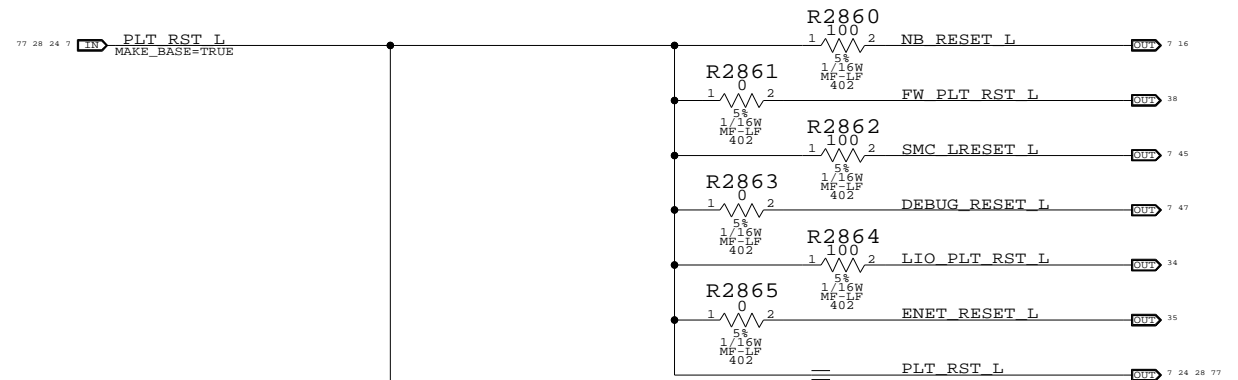 R2860
77 28 24 7 IN PLT_RST_L 1 100 2 NB_RESET_L OUT 7 16
MAKE_BASE=TRUE
5%
1/16W
MF-LF
402
R2861
1 0 2 FW_PLT_RST_L OUT 38
5%
1/16W
MF-LF
402
R2862
1 100 2 SMC_LRESET_L OUT 7 45
5%
1/16W
MF-LF
402
R2863
1 0 2 DEBUG_RESET_L OUT 7 47
5%
1/16W
MF-LF
402
R2864
1 100 2 LIO_PLT_RST_L OUT 34
5%
1/16W
MF-LF
402
R2865
1 0 2 ENET_RESET_L OUT 35
5%
1/16W
MF-LF
402
PLT_RST_L OUT 7 24 28 77